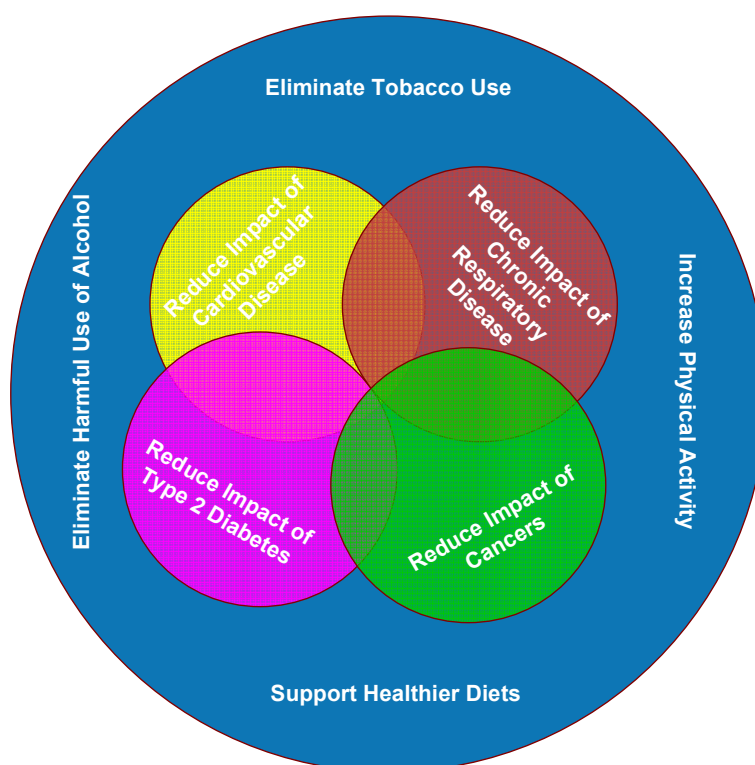 Eliminate Tobacco Use
Eliminate Harmful Use of Alcohol
Reduce Impact of
Cardiovascular
Disease
Reduce Impact of
Chronic
Respiratory
Disease
Increase Physical Activity
Reduce Impact of
Type 2 Diabetes
Reduce Impact of
Cancers
Support Healthier Diets